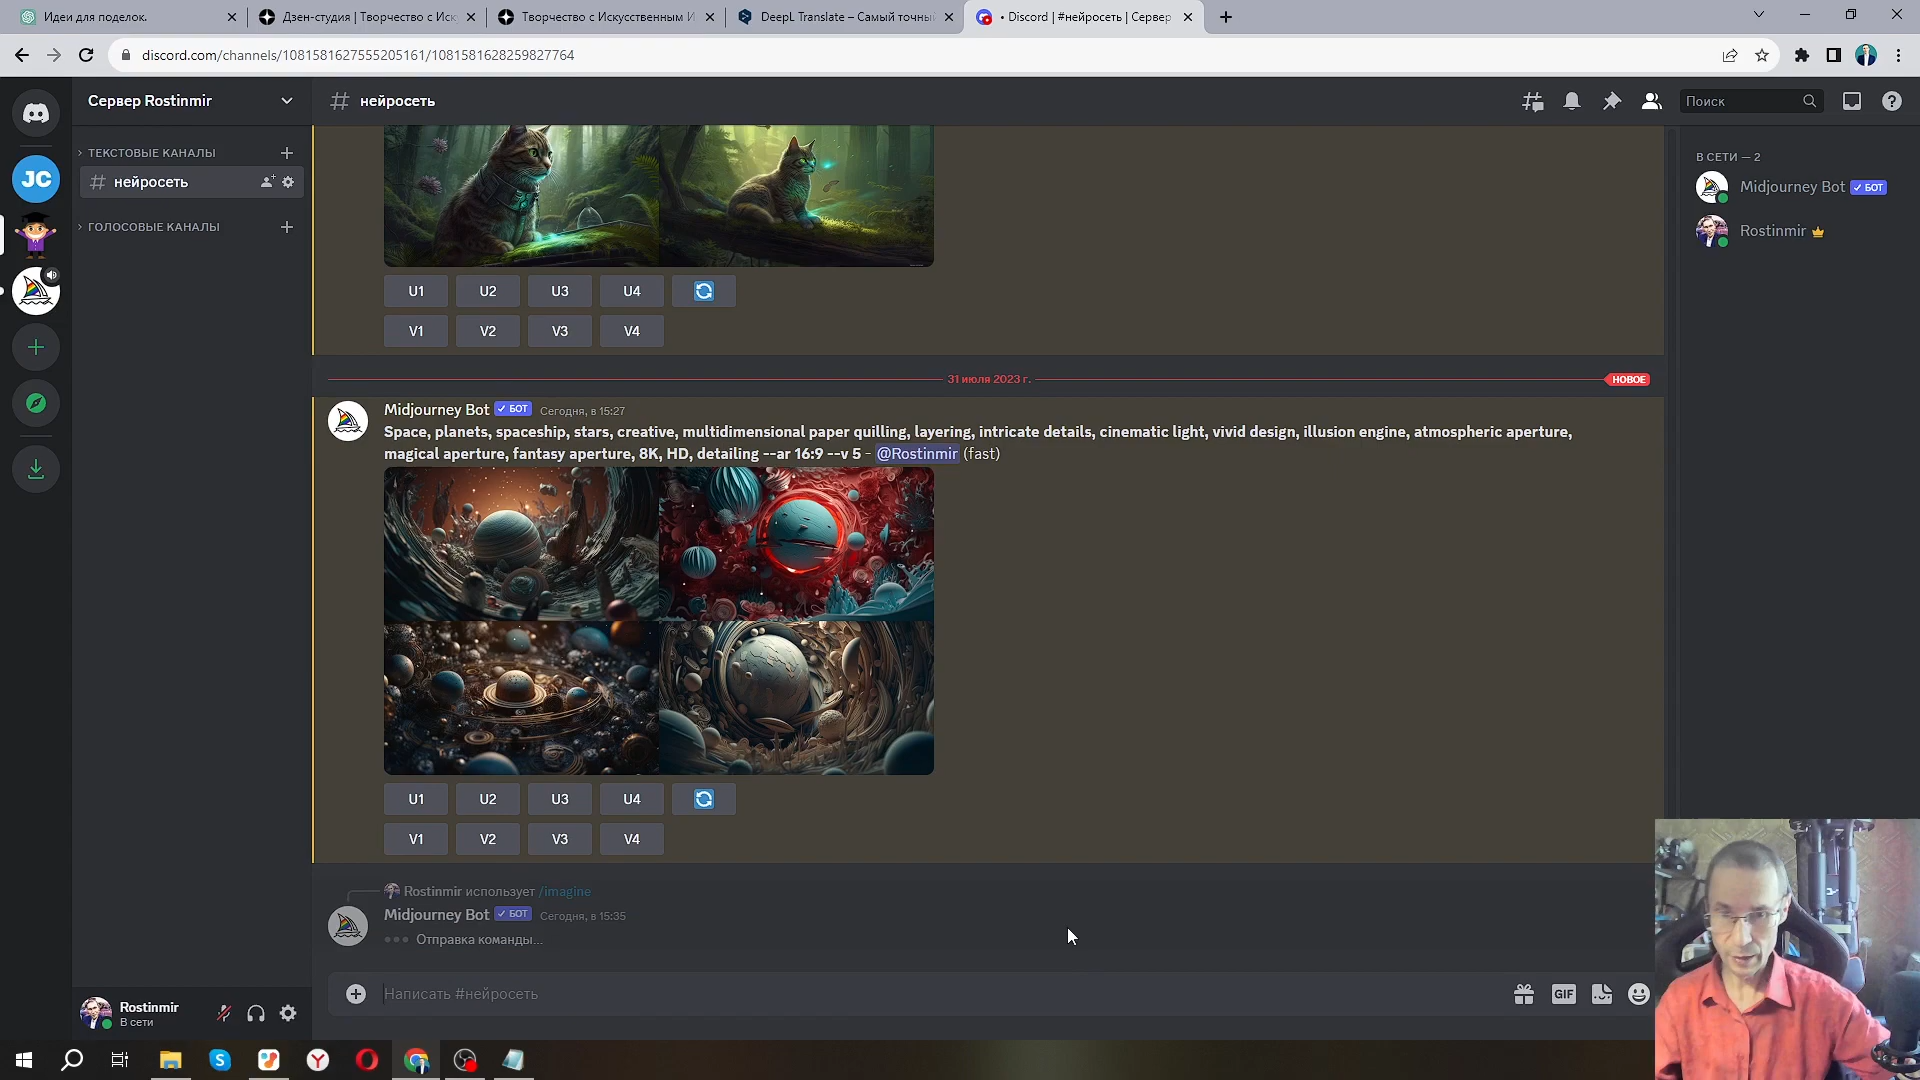 Идеи для поделок.
Дзен-студия | Творчество с Иск
Творчество с Искусственным И
DeepL Translate – Самый точный
• Discord | #нейросеть | Сервер
discord.com/channels/1081581627555205161/1081581628259827764
Сервер Rostinmir
нейросеть
Поиск
ТЕКСТОВЫЕ КАНАЛЫ
нейросеть
ГОЛОСОВЫЕ КАНАЛЫ
JC
В СЕТИ — 2
Midjourney Bot ✓ БОТ
Rostinmir
U1 U2 U3 U4
V1 V2 V3 V4
31 июля 2023 г.
НОВОЕ
Midjourney Bot ✓ БОТ Сегодня, в 15:27
Space, planets, spaceship, stars, creative, multidimensional paper quilling, layering, intricate details, cinematic light, vivid design, illusion engine, atmospheric aperture,
magical aperture, fantasy aperture, 8K, HD, detailing --ar 16:9 --v 5 - @Rostinmir (fast)
U1 U2 U3 U4
V1 V2 V3 V4
Rostinmir использует /imagine
Midjourney Bot ✓ БОТ Сегодня, в 15:35
Отправка команды...
Написать #нейросеть
GIF
Rostinmir
В сети